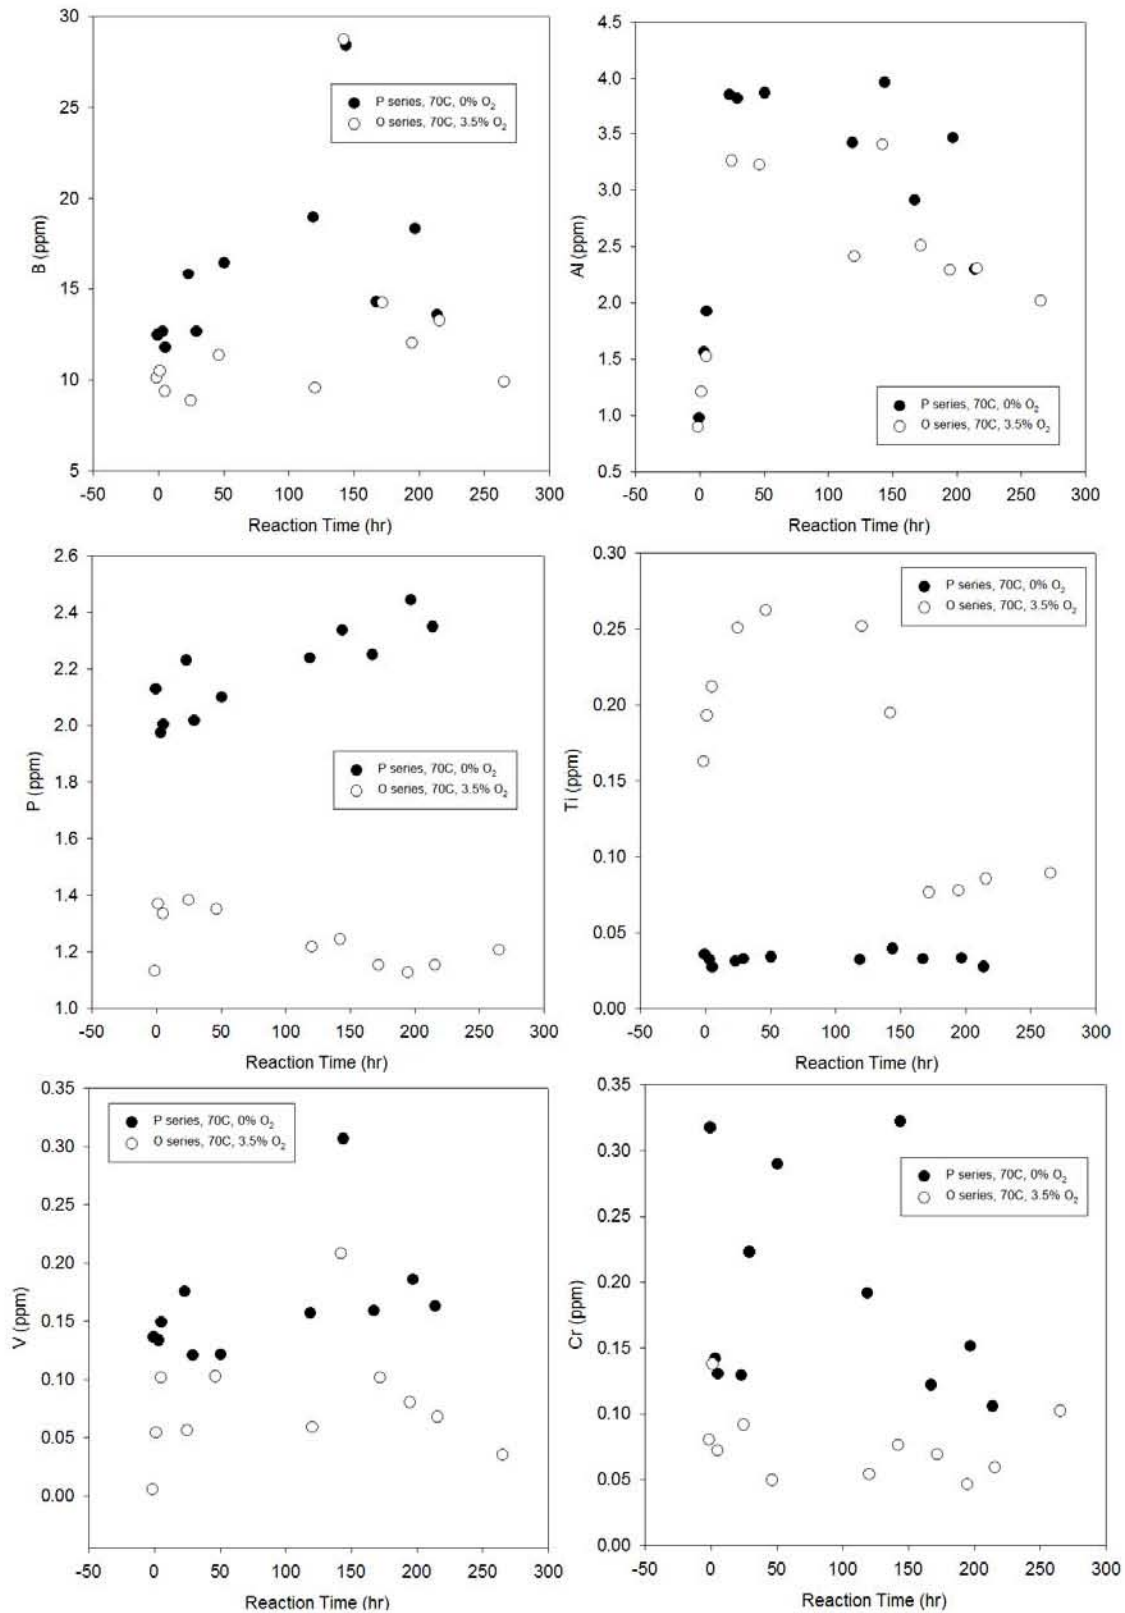 30
25
20
15
10
5
B (ppm)
P series, 70C, 0% O₂
O series, 70C, 3.5% O₂
-50 0 50 100 150 200 250 300
Reaction Time (hr)
4.5
4.0
3.5
3.0
2.5
2.0
1.5
1.0
0.5
Al (ppm)
P series, 70C, 0% O₂
O series, 70C, 3.5% O₂
-50 0 50 100 150 200 250 300
Reaction Time (hr)
2.6
2.4
2.2
2.0
1.8
1.6
1.4
1.2
1.0
P (ppm)
P series, 70C, 0% O₂
O series, 70C, 3.5% O₂
-50 0 50 100 150 200 250 300
Reaction Time (hr)
0.30
0.25
0.20
0.15
0.10
0.05
0.00
Ti (ppm)
P series, 70C, 0% O₂
O series, 70C, 3.5% O₂
-50 0 50 100 150 200 250 300
Reaction Time (hr)
0.35
0.30
0.25
0.20
0.15
0.10
0.05
0.00
V (ppm)
P series, 70C, 0% O₂
O series, 70C, 3.5% O₂
-50 0 50 100 150 200 250 300
Reaction Time (hr)
0.35
0.30
0.25
0.20
0.15
0.10
0.05
0.00
Cr (ppm)
P series, 70C, 0% O₂
O series, 70C, 3.5% O₂
-50 0 50 100 150 200 250 300
Reaction Time (hr)